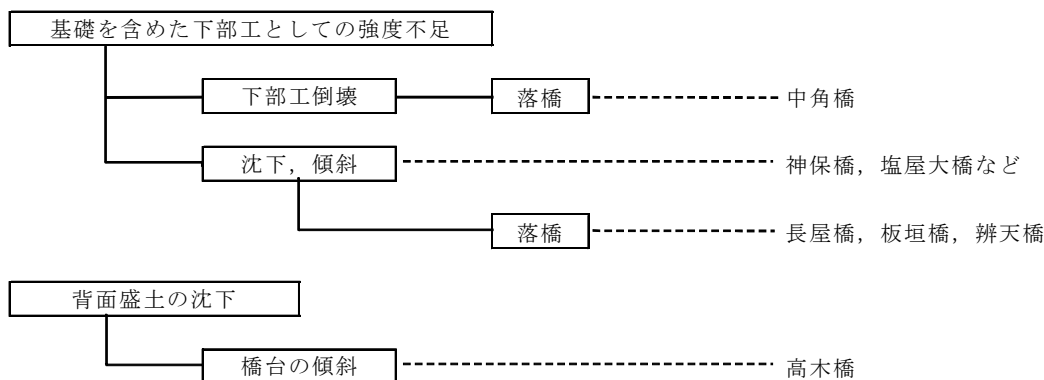 基礎を含めた下部工としての強度不足
下部工倒壊 落橋 中角橋
沈下，傾斜 神保橋，塩屋大橋など
落橋 長屋橋，板垣橋，辨天橋
背面盛土の沈下
橋台の傾斜 高木橋